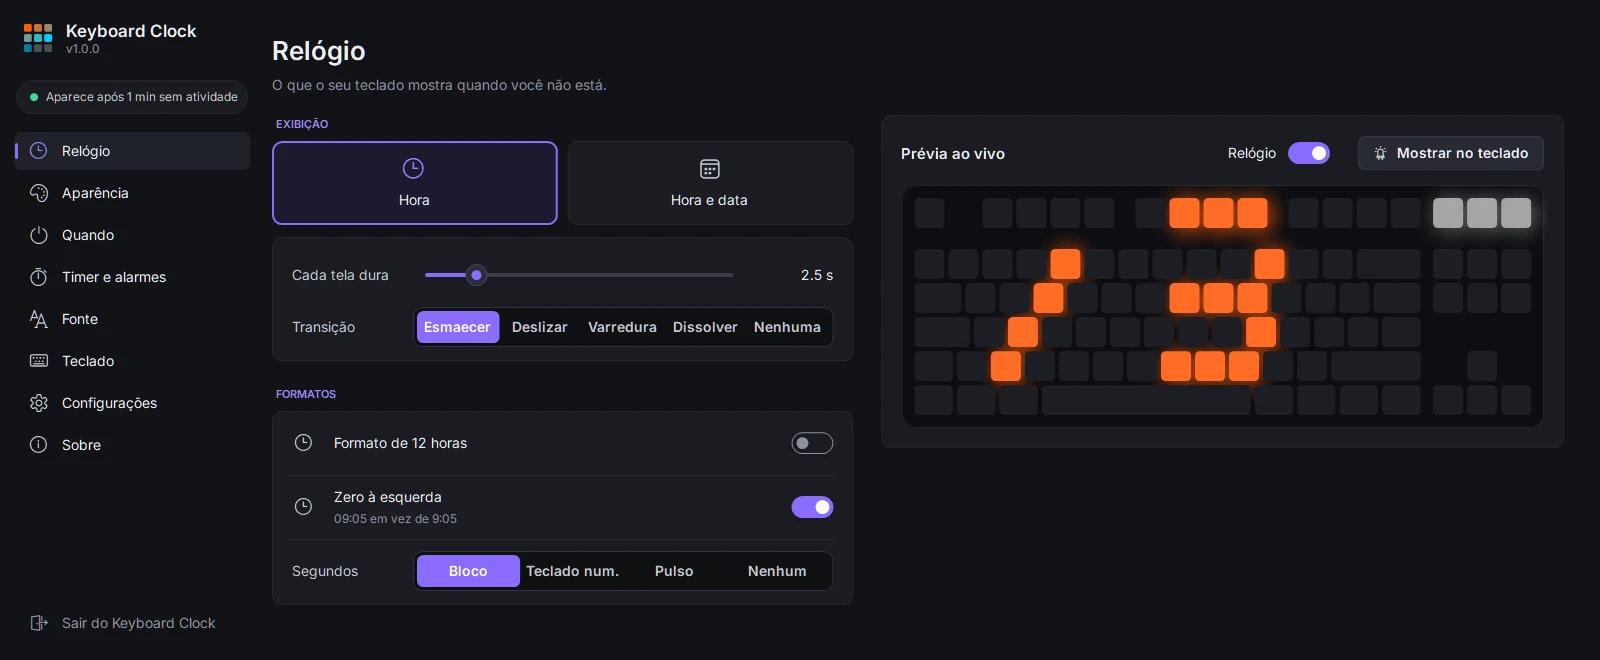 Keyboard Clock
v1.0.0
Aparece após 1 min sem atividade
Relógio
Aparência
Quando
Timer e alarmes
Fonte
Teclado
Configurações
Sobre
Sair do Keyboard Clock
Relógio
O que o seu teclado mostra quando você não está.
EXIBIÇÃO
Hora
Hora e data
Cada tela dura
2.5 s
Transição
Esmaecer
Deslizar
Varredura
Dissolver
Nenhuma
FORMATOS
Formato de 12 horas
Zero à esquerda
09:05 em vez de 9:05
Segundos
Bloco
Teclado num.
Pulso
Nenhum
Prévia ao vivo
Relógio
Mostrar no teclado